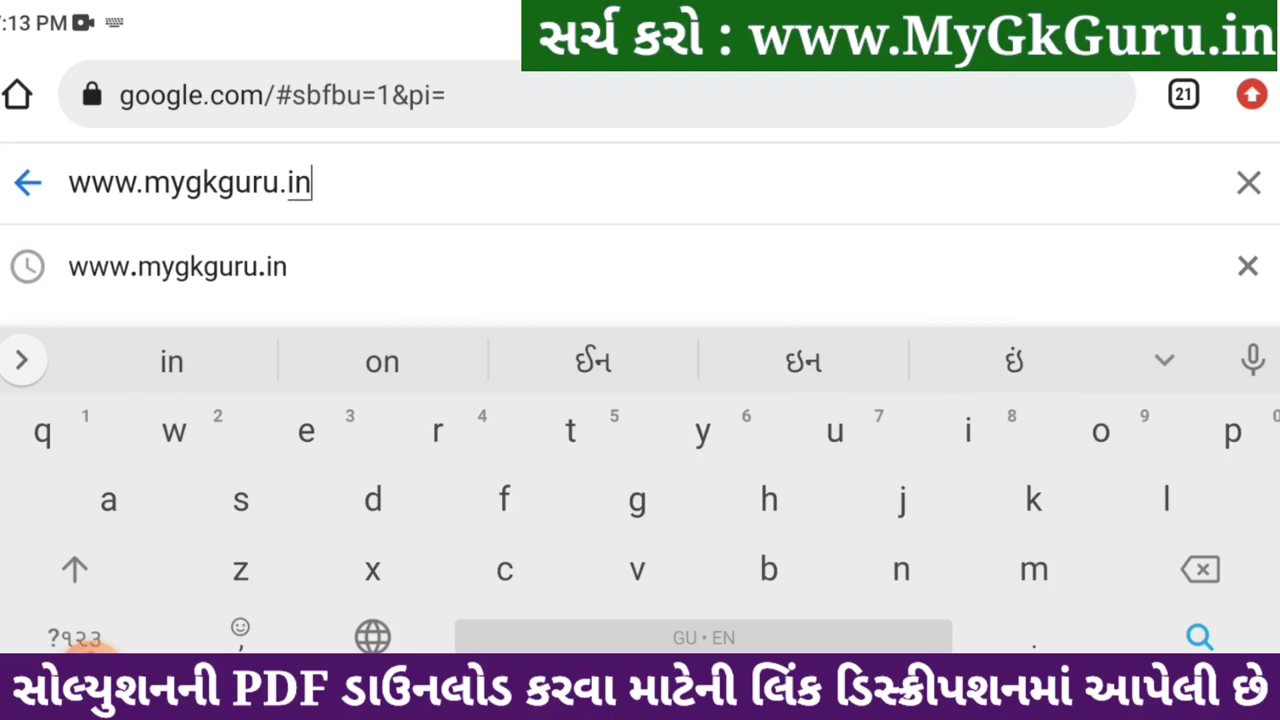 :13 PM
સર્ચ કરો : www.MyGkGuru.in
google.com/#sbfbu=1&pi=
21
www.mygkguru.in
www.mygkguru.in
in on ઈન ઇન ઇં
q 1 w 2 e 3 r 4 t 5 y 6 u 7 i 8 o 9 p 0
a s d f g h j k l
z x c v b n m
?૧૨૩ , GU • EN .
સોલ્યુશનની PDF ડાઉનલોડ કરવા માટેની લિંક ડિસ્ક્રીપશનમાં આપેલી છે